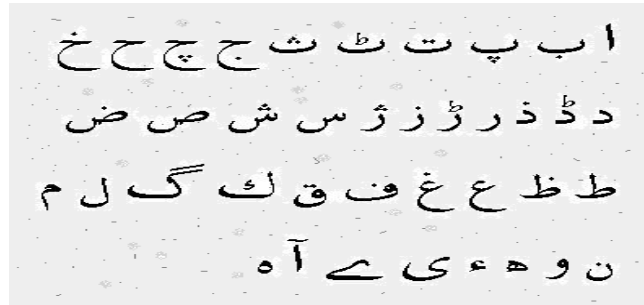 ا ب پ ت ٹ ث ج چ ح خ
د ڈ ذ ر ڑ ز ژ س ش ص ض
ط ظ ع غ ف ق ك گ ل م
ن و ھ ء ی ے آ ہ